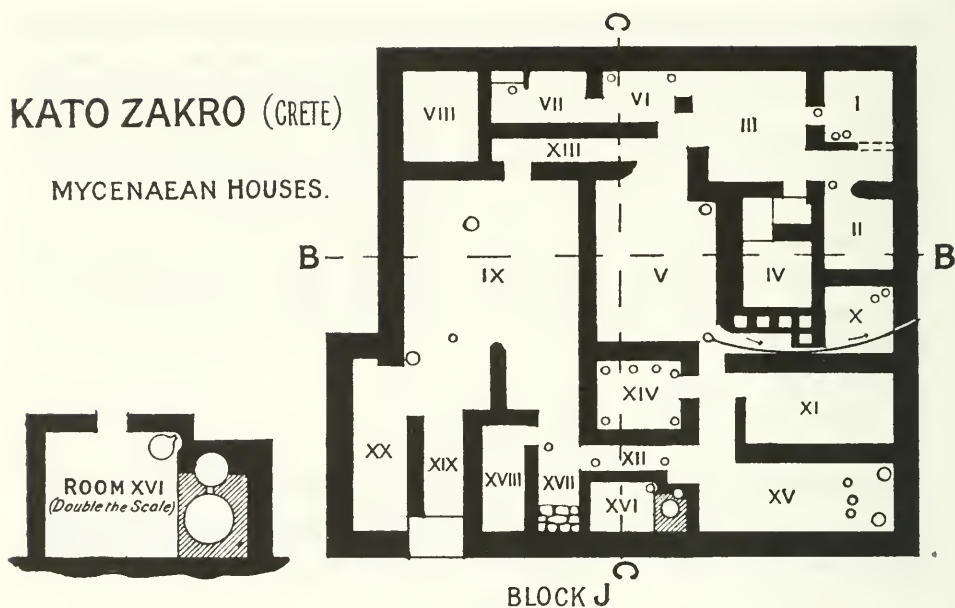 KATO ZAKRO (CRETE)
MYCENAEAN HOUSES.
C
VIII
VII
VI
III
I
XIII
II
B
IX
V
IV
B
X
XIV
XI
XX
XIX
XVIII
XVII
XII
XVI
XV
ROOM XVI
(Double the Scale)
C
BLOCK J